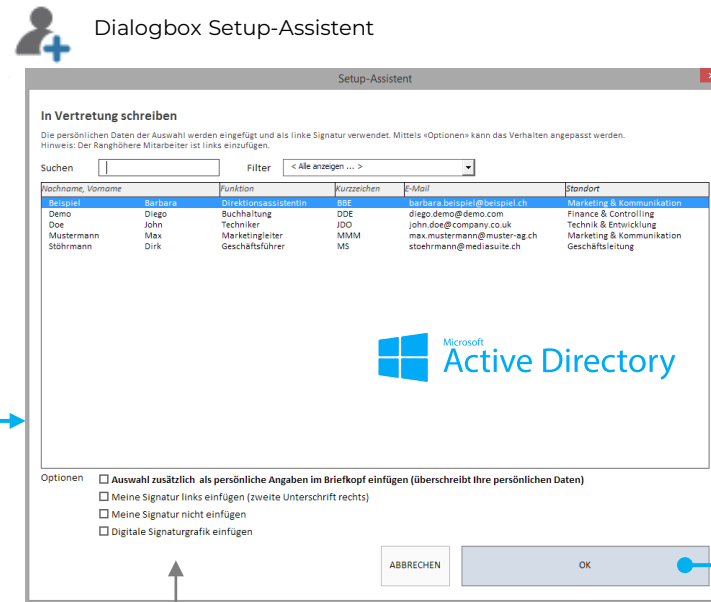 Dialogbox Setup-Assistent
Setup-Assistent
In Vertretung schreiben
Die persönlichen Daten der Auswahl werden eingefügt und als linke Signatur verwendet. Mittels «Optionen» kann das Verhalten angepasst werden.
Hinweis: Der Ranghöhere Mitarbeiter ist links einzufügen.
Suchen Filter < Alle anzeigen ... >
Nachname, Vorname Funktion Kurzzeichen E-Mail Standort
Beispiel Barbara Direktionsassistentin BBE barbara.beispiel@beispiel.ch Marketing & Kommunikation
Demo Diego Buchhaltung DDE diego.demo@demo.com Finance & Controlling
Doe John Techniker JDO john.doe@company.co.uk Technik & Entwicklung
Mustermann Max Marketingleiter MMM max.mustermann@muster-ag.ch Marketing & Kommunikation
Stöhrmann Dirk Geschäftsführer MS stoehrmann@mediasuite.ch Geschäftsleitung
Microsoft
Active Directory
Optionen Auswahl zusätzlich als persönliche Angaben im Briefkopf einfügen (überschreibt Ihre persönlichen Daten)
Meine Signatur links einfügen (zweite Unterschrift rechts)
Meine Signatur nicht einfügen
Digitale Signaturgrafik einfügen
ABBRECHEN OK